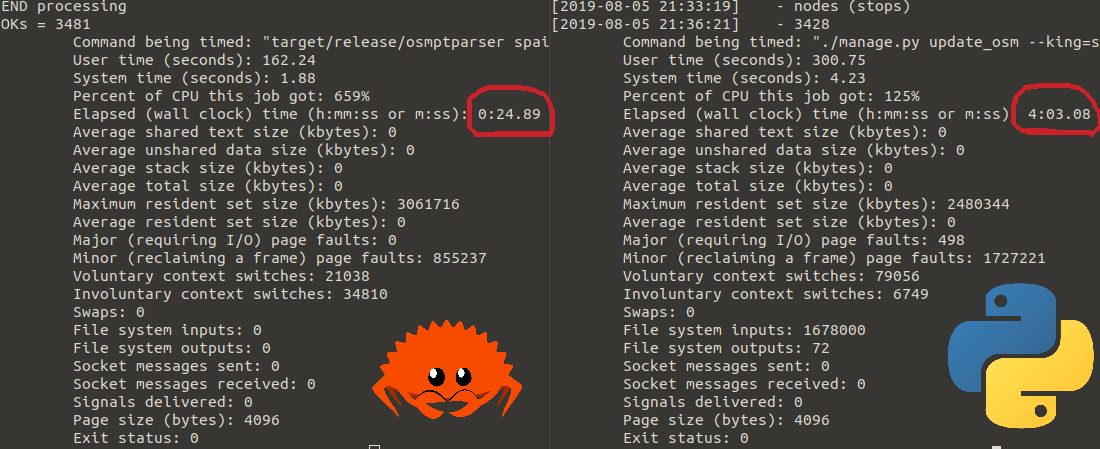 END processing
OKs = 3481
Command being timed: "target/release/osmptparser spai
User time (seconds): 162.24
System time (seconds): 1.88
Percent of CPU this job got: 659%
Elapsed (wall clock) time (h:mm:ss or m:ss): 0:24.89
Average shared text size (kbytes): 0
Average unshared data size (kbytes): 0
Average stack size (kbytes): 0
Average total size (kbytes): 0
Maximum resident set size (kbytes): 3061716
Average resident set size (kbytes): 0
Major (requiring I/O) page faults: 0
Minor (reclaiming a frame) page faults: 855237
Voluntary context switches: 21038
Involuntary context switches: 34810
Swaps: 0
File system inputs: 0
File system outputs: 0
Socket messages sent: 0
Socket messages received: 0
Signals delivered: 0
Page size (bytes): 4096
Exit status: 0
[2019-08-05 21:33:19] - nodes (stops)
[2019-08-05 21:36:21] - 3428
Command being timed: "./manage.py update_osm --king=s
User time (seconds): 300.75
System time (seconds): 4.23
Percent of CPU this job got: 125%
Elapsed (wall clock) time (h:mm:ss or m:ss) 4:03.08
Average shared text size (kbytes): 0
Average unshared data size (kbytes): 0
Average stack size (kbytes): 0
Average total size (kbytes): 0
Maximum resident set size (kbytes): 2480344
Average resident set size (kbytes): 0
Major (requiring I/O) page faults: 498
Minor (reclaiming a frame) page faults: 1727221
Voluntary context switches: 79056
Involuntary context switches: 6749
Swaps: 0
File system inputs: 1678000
File system outputs: 72
Socket messages sent: 0
Socket messages received: 0
Signals delivered: 0
Page size (bytes): 4096
Exit status: 0